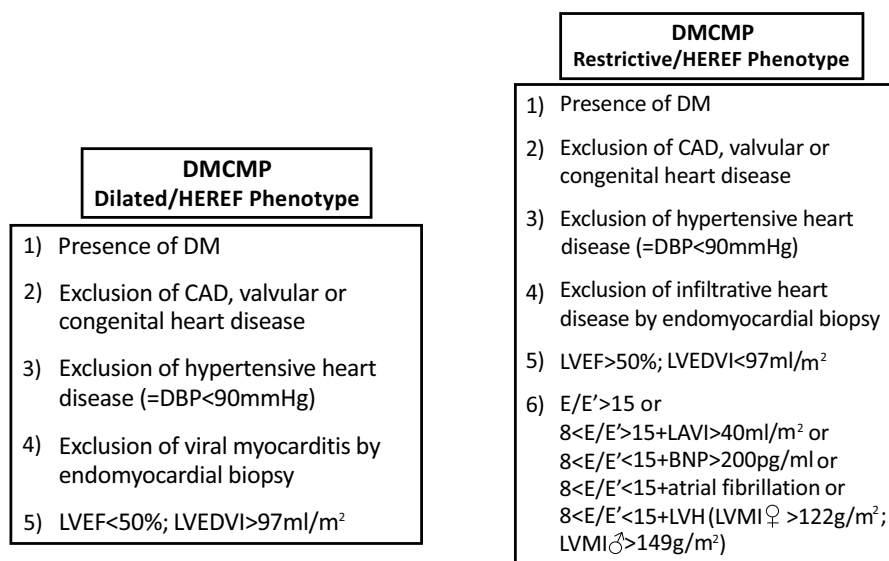 DMCMP
Dilated/HEREF Phenotype
1) Presence of DM
2) Exclusion of CAD, valvular or
congenital heart disease
3) Exclusion of hypertensive heart
disease (=DBP<90mmHg)
4) Exclusion of viral myocarditis by
endomyocardial biopsy
5) LVEF<50%; LVEDVI>97ml/m²
DMCMP
Restrictive/HEREF Phenotype
1) Presence of DM
2) Exclusion of CAD, valvular or
congenital heart disease
3) Exclusion of hypertensive heart
disease (=DBP<90mmHg)
4) Exclusion of infiltrative heart
disease by endomyocardial biopsy
5) LVEF>50%; LVEDVI<97ml/m²
6) E/E’>15 or
8<E/E’>15+LAVI>40ml/m² or
8<E/E’<15+BNP>200pg/ml or
8<E/E’<15+atrial fibrillation or
8<E/E’<15+LVH (LVMI♀ >122g/m²;
LVMI♂>149g/m²)